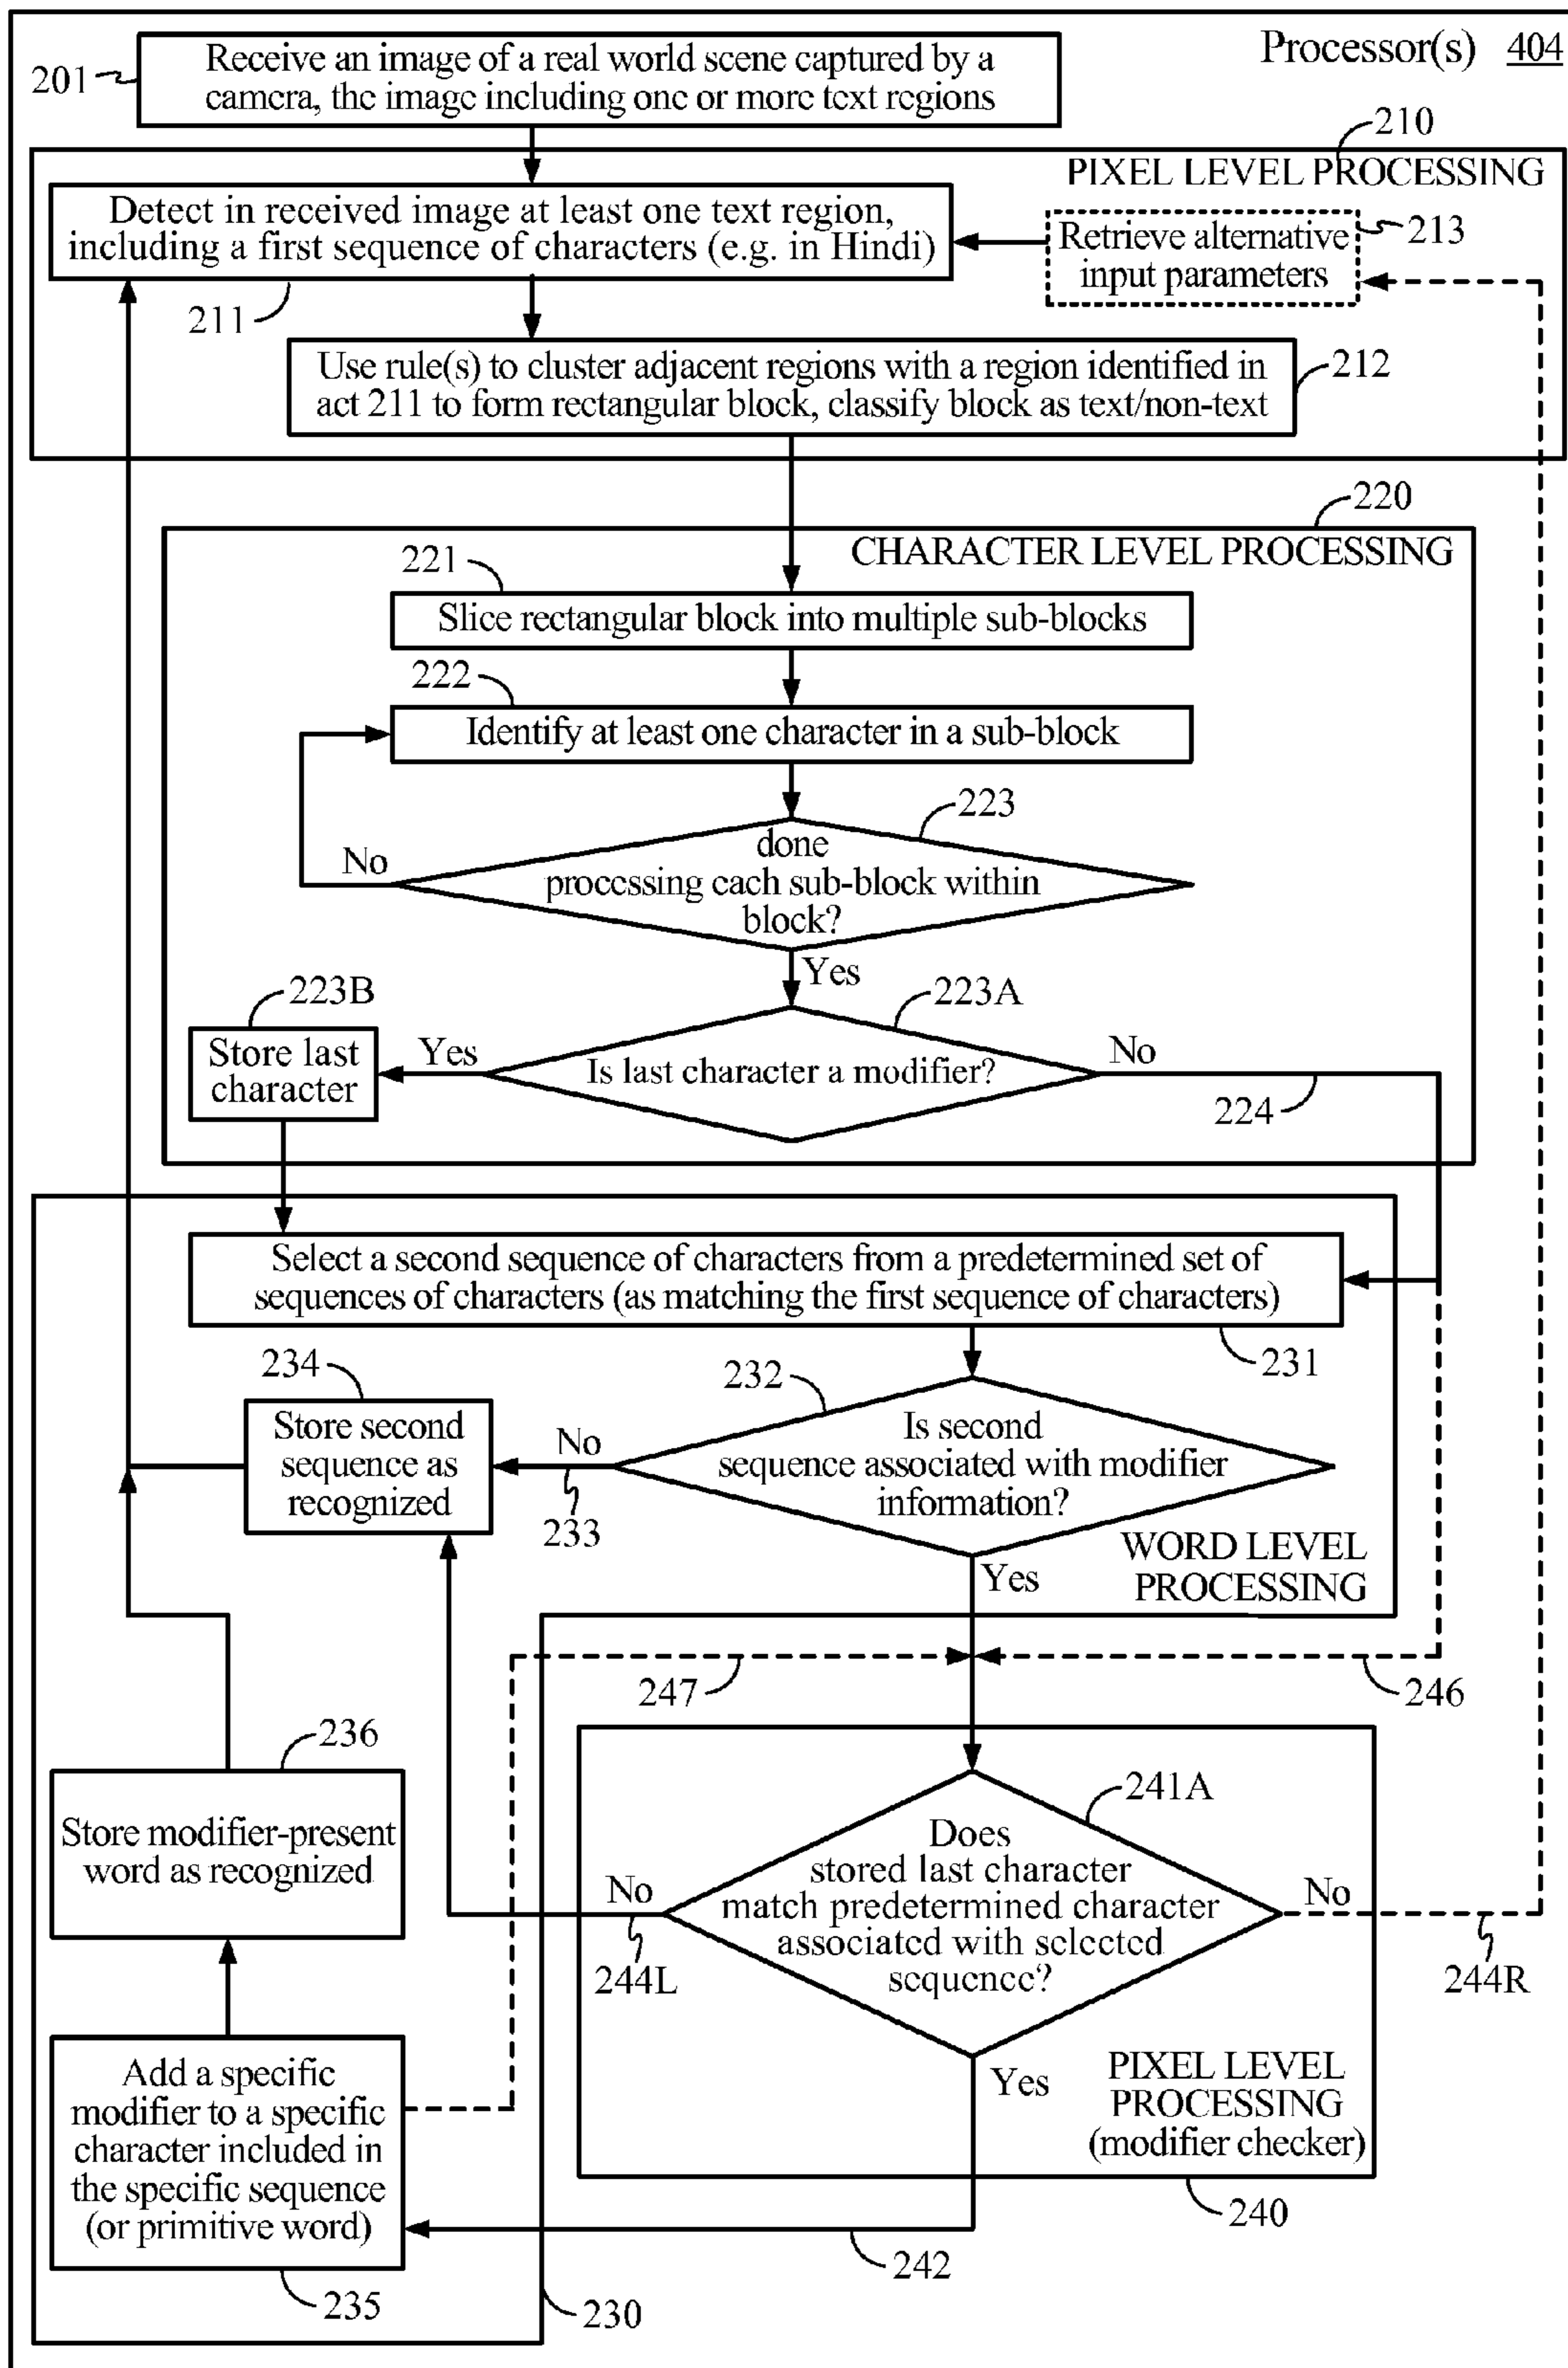 Processor(s) 404
201
Receive an image of a real world scene captured by a
camera, the image including one or more text regions
210
PIXEL LEVEL PROCESSING
Detect in received image at least one text region,
including a first sequence of characters (e.g. in Hindi)
211
Retrieve alternative
input parameters
213
Use rule(s) to cluster adjacent regions with a region identified in
act 211 to form rectangular block, classify block as text/non-text
212
220
CHARACTER LEVEL PROCESSING
221
Slice rectangular block into multiple sub-blocks
222
Identify at least one character in a sub-block
223
done
processing each sub-block within
block?
No
Yes
223B
Store last
character
Yes
223A
Is last character a modifier?
No
224
Select a second sequence of characters from a predetermined set of
sequences of characters (as matching the first sequence of characters)
231
234
Store second
sequence as
recognized
No
233
232
Is second
sequence associated with modifier
information?
Yes
WORD LEVEL
PROCESSING
247
246
236
Store modifier-present
word as recognized
241A
Does
stored last character
match predetermined character
associated with selected
sequence?
No
244L
No
244R
Yes
PIXEL LEVEL
PROCESSING
(modifier checker)
240
Add a specific
modifier to a specific
character included in
the specific sequence
(or primitive word)
235
242
230